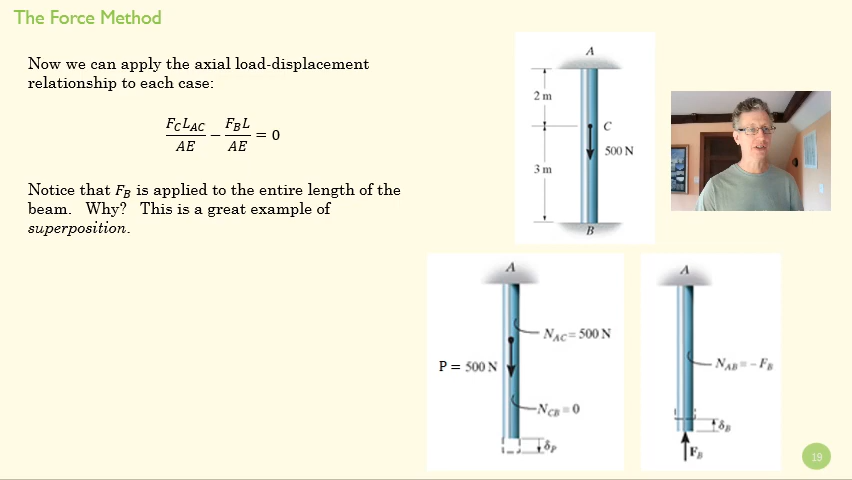 The Force Method
Now we can apply the axial load-displacement
relationship to each case:
F_C L_AC / AE − F_B L / AE = 0
Notice that F_B is applied to the entire length of the
beam. Why? This is a great example of
superposition.
A
2 m
C
500 N
3 m
B
A
N_AC = 500 N
P = 500 N
N_CB = 0
δ_P
A
N_AB = − F_B
δ_B
F_B
19